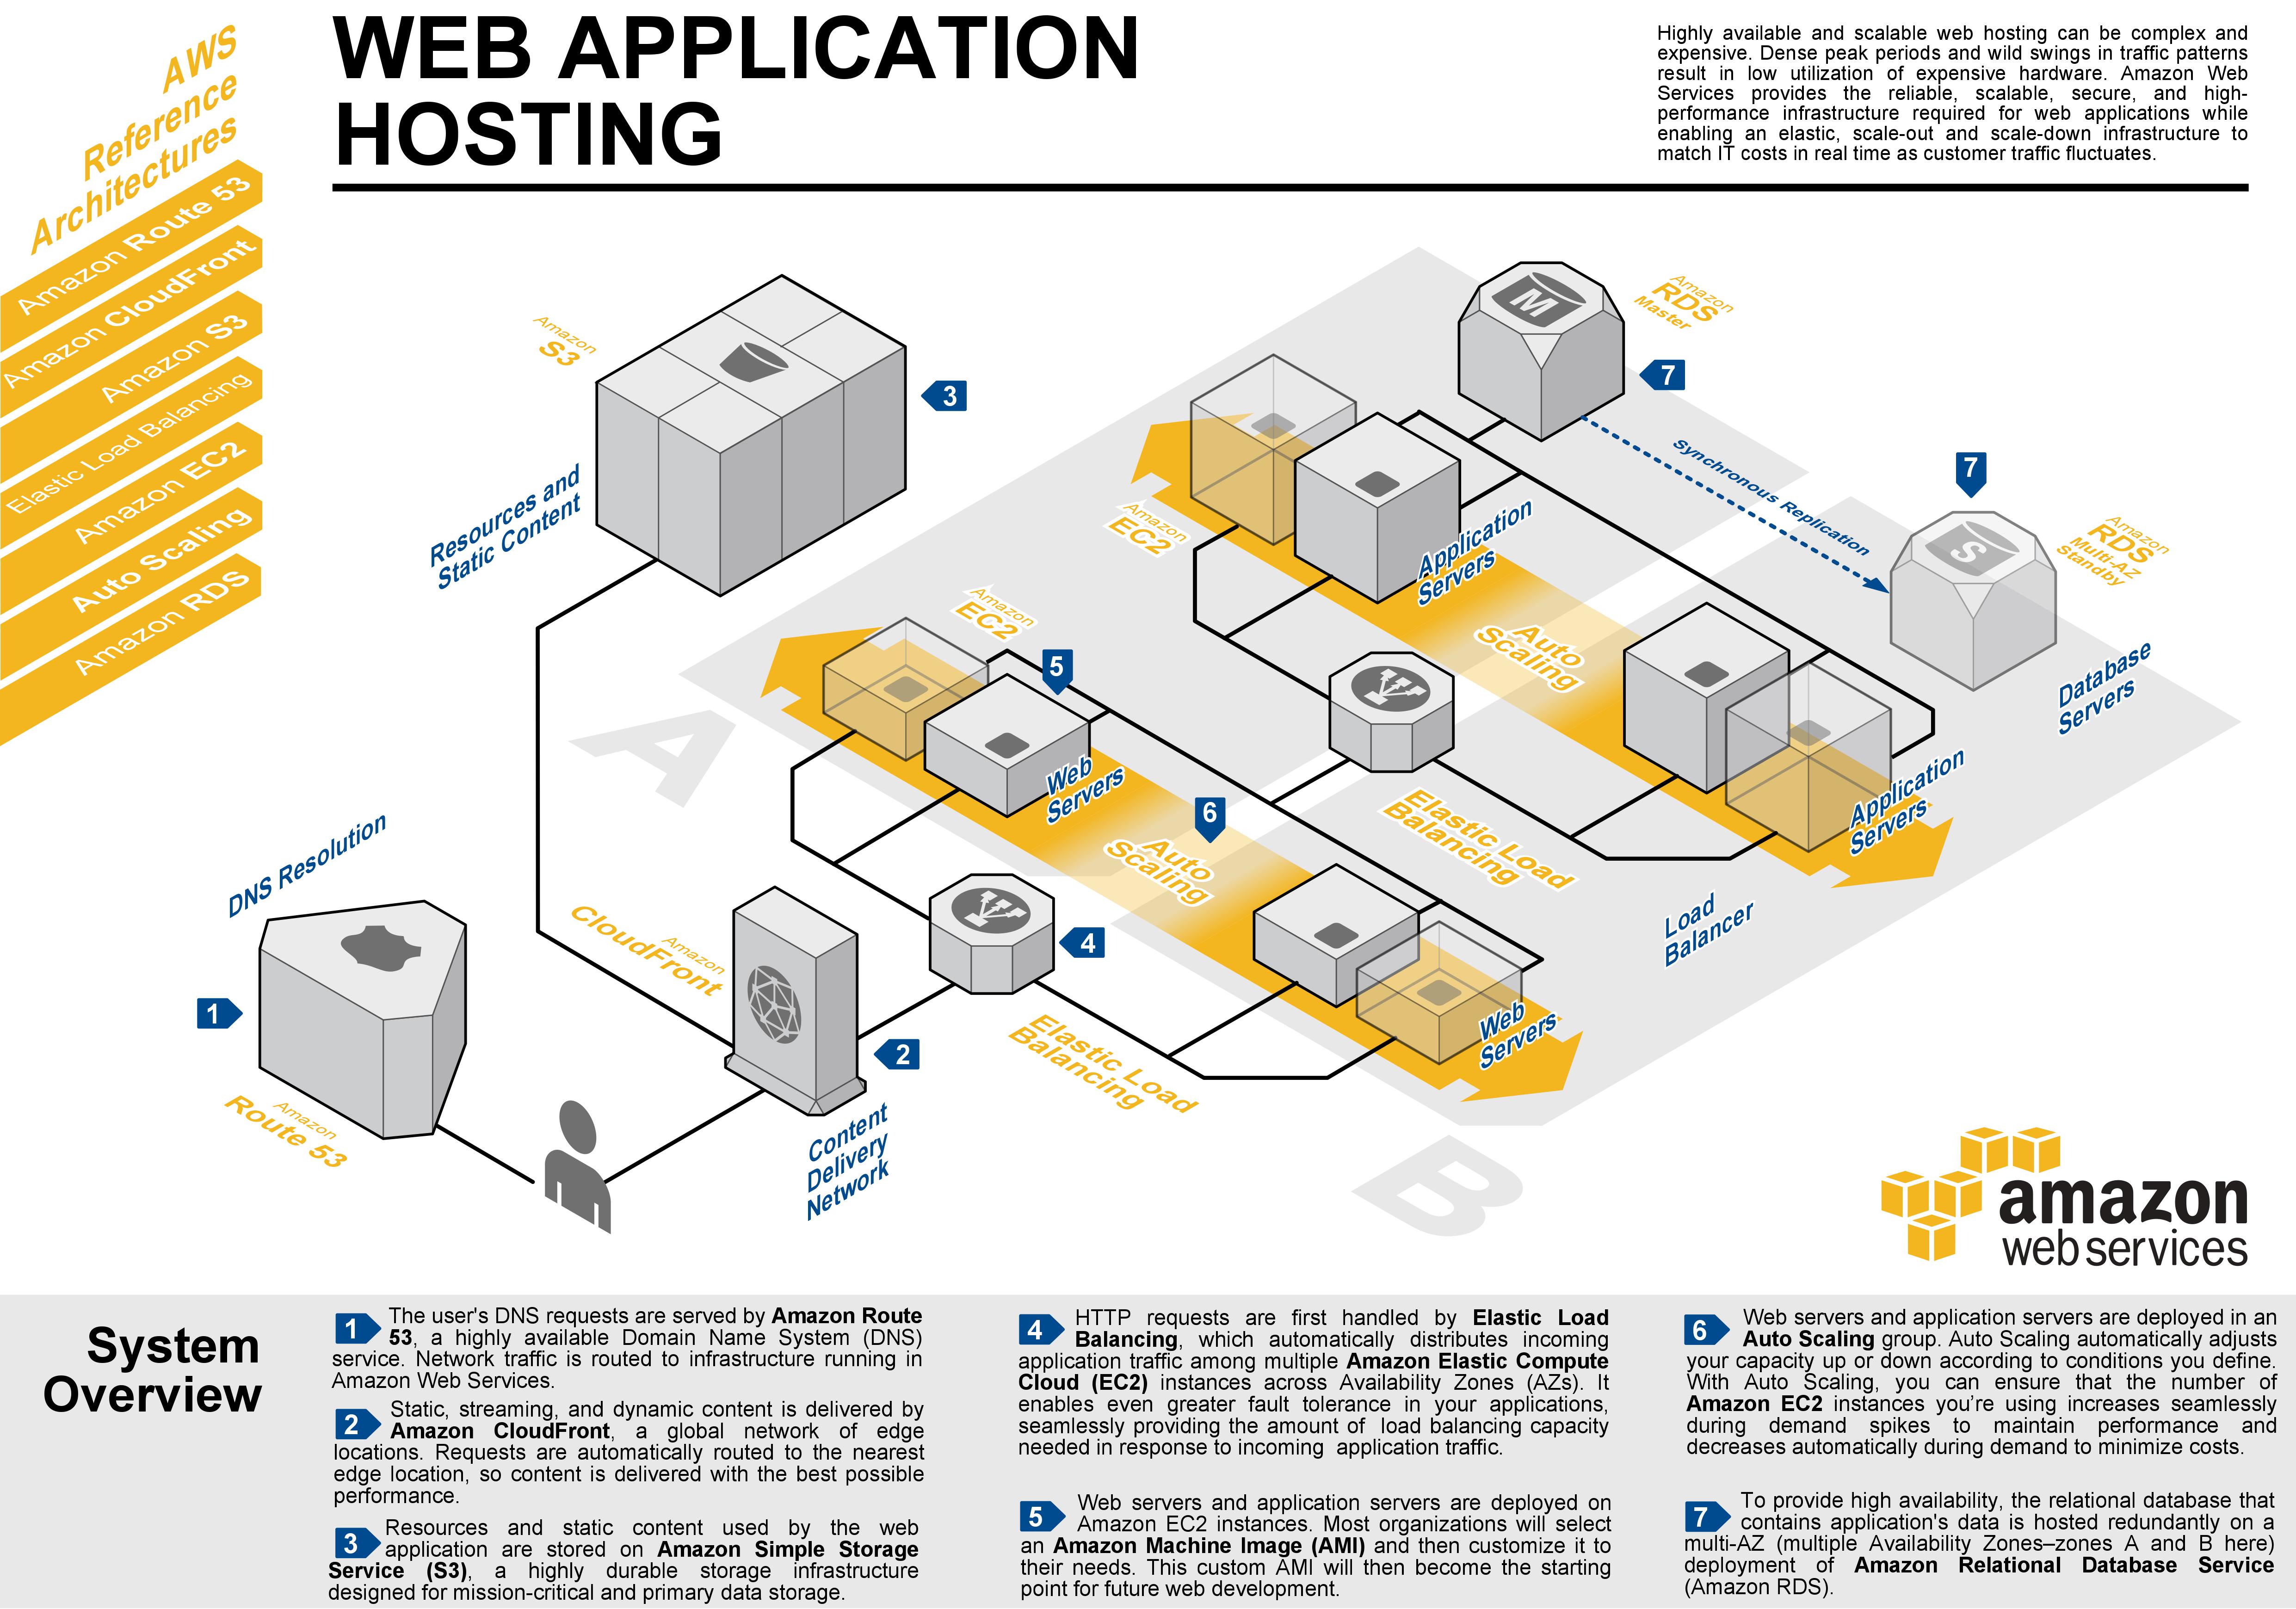 AWS
Reference
Architectures
Amazon Route 53
Amazon CloudFront
Amazon S3
Elastic Load Balancing
Amazon EC2
Auto Scaling
Amazon RDS
WEB APPLICATION
HOSTING
Highly available and scalable web hosting can be complex and
expensive. Dense peak periods and wild swings in traffic patterns
result in low utilization of expensive hardware. Amazon Web
Services provides the reliable, scalable, secure, and high-
performance infrastructure required for web applications while
enabling an elastic, scale-out and scale-down infrastructure to
match IT costs in real time as customer traffic fluctuates.
Amazon
S3
3
Resources and
Static Content
M
Amazon
RDS
Master
7
Synchronous Replication
7
S
Amazon
RDS
Multi-AZ
Standby
Database
Servers
Amazon
EC2
Application
Servers
Auto
Scaling
Application
Servers
Amazon
EC2
5
Web
Servers
6
Auto
Scaling
Elastic Load
Balancing
Load
Balancer
A
DNS Resolution
1
Amazon
Route 53
Amazon
CloudFront
2
Content
Delivery
Network
4
Elastic Load
Balancing
Web
Servers
B
amazon
web services
System
Overview
1 The user's DNS requests are served by Amazon Route
53, a highly available Domain Name System (DNS)
service. Network traffic is routed to infrastructure running in
Amazon Web Services.
2 Static, streaming, and dynamic content is delivered by
Amazon CloudFront, a global network of edge
locations. Requests are automatically routed to the nearest
edge location, so content is delivered with the best possible
performance.
3 Resources and static content used by the web
application are stored on Amazon Simple Storage
Service (S3), a highly durable storage infrastructure
designed for mission-critical and primary data storage.
4 HTTP requests are first handled by Elastic Load
Balancing, which automatically distributes incoming
application traffic among multiple Amazon Elastic Compute
Cloud (EC2) instances across Availability Zones (AZs). It
enables even greater fault tolerance in your applications,
seamlessly providing the amount of load balancing capacity
needed in response to incoming application traffic.
5 Web servers and application servers are deployed on
Amazon EC2 instances. Most organizations will select
an Amazon Machine Image (AMI) and then customize it to
their needs. This custom AMI will then become the starting
point for future web development.
6 Web servers and application servers are deployed in an
Auto Scaling group. Auto Scaling automatically adjusts
your capacity up or down according to conditions you define.
With Auto Scaling, you can ensure that the number of
Amazon EC2 instances you’re using increases seamlessly
during demand spikes to maintain performance and
decreases automatically during demand to minimize costs.
7 To provide high availability, the relational database that
contains application's data is hosted redundantly on a
multi-AZ (multiple Availability Zones–zones A and B here)
deployment of Amazon Relational Database Service
(Amazon RDS).